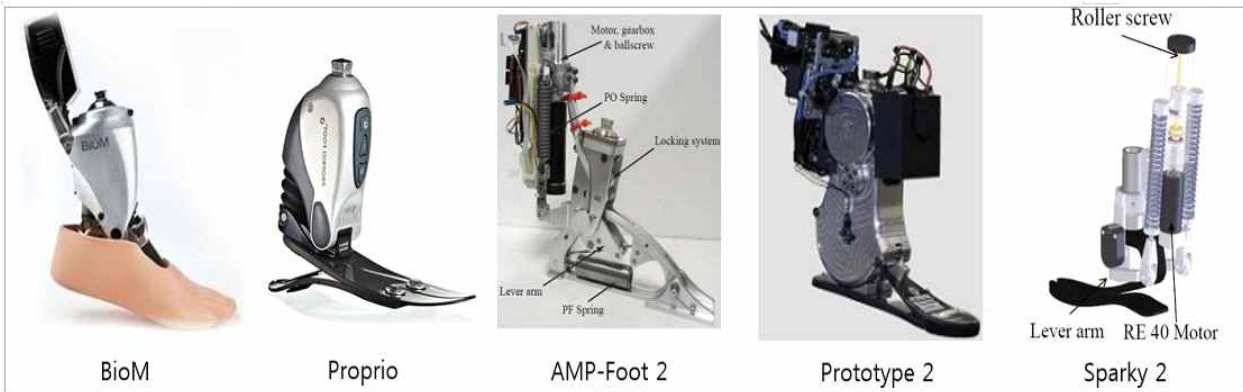 Roller screw
Motor, gearbox
& ballscrew
PO Spring
Locking system
BiOM
Lever arm
PF Spring
Lever arm
RE 40 Motor
BioM
Proprio
AMP-Foot 2
Prototype 2
Sparky 2